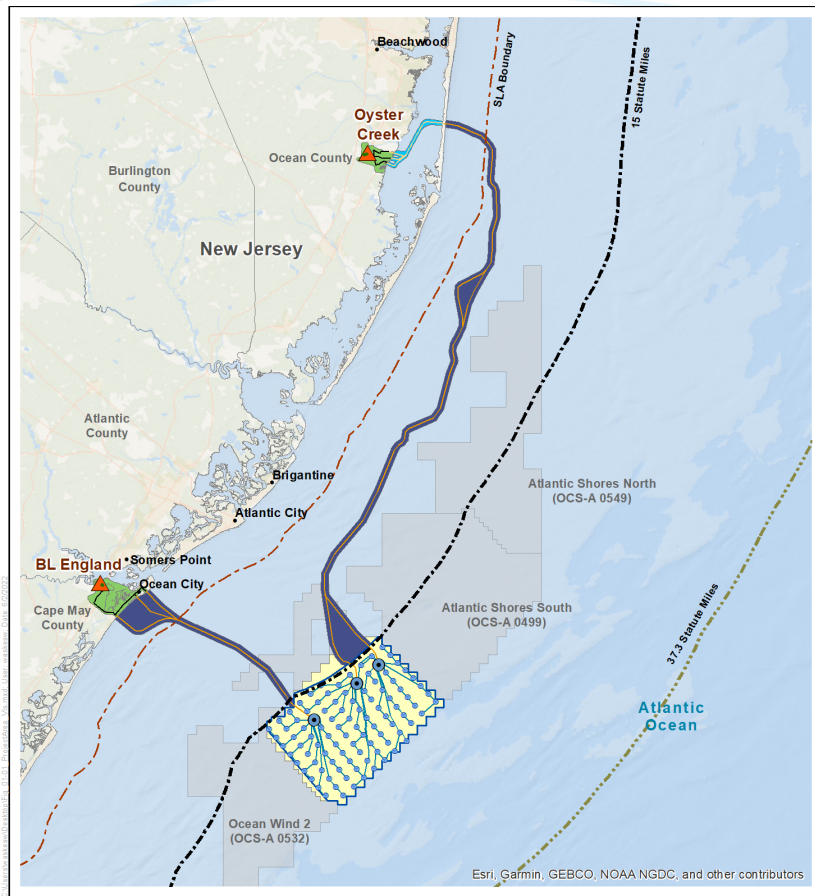 Beachwood
SLA Boundary
15 Statute Miles
Oyster
Creek
Ocean County
Burlington
County
New Jersey
Atlantic
County
Brigantine
Atlantic City
Atlantic Shores North
(OCS-A 0549)
BL England
Somers Point
Ocean City
Cape May
County
Atlantic Shores South
(OCS-A 0499)
37.3 Statute Miles
Atlantic
Ocean
Ocean Wind 2
(OCS-A 0532)
Esri, Garmin, GEBCO, NOAA NGDC, and other contributors